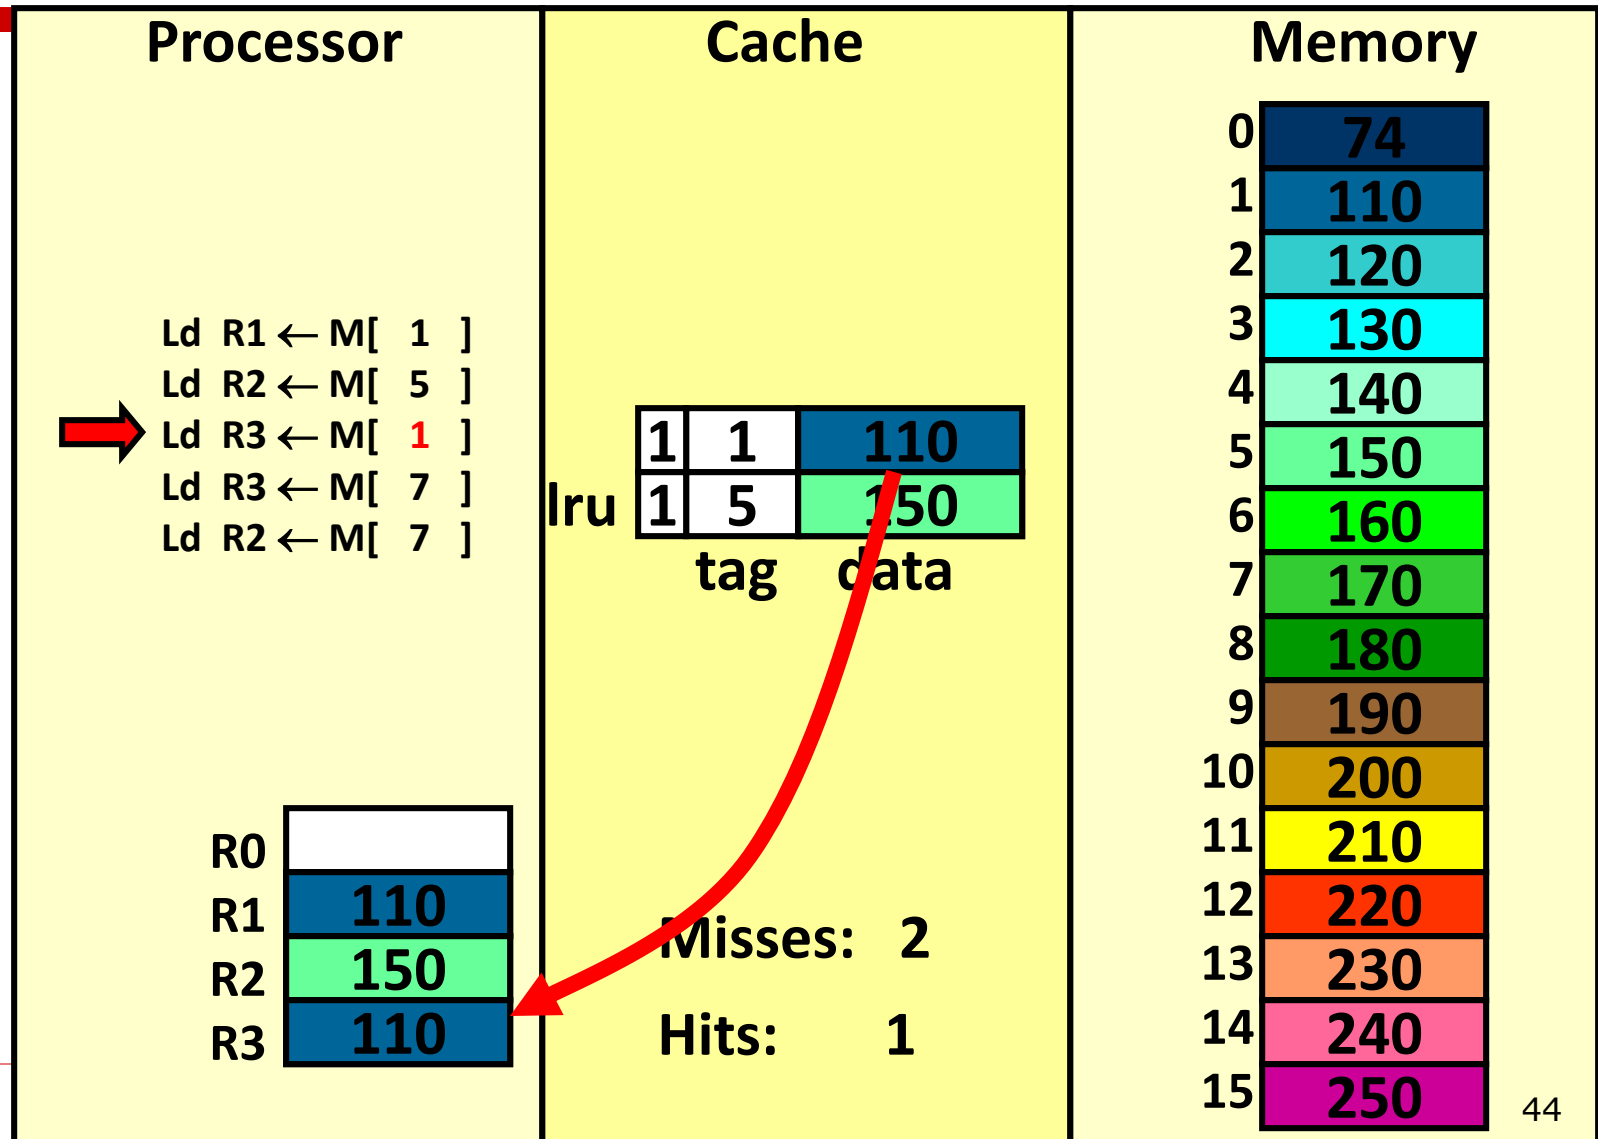 Processor
Ld R1 ← M[ 1 ]
Ld R2 ← M[ 5 ]
Ld R3 ← M[ 1 ]
Ld R3 ← M[ 7 ]
Ld R2 ← M[ 7 ]
R0
R1 110
R2 150
R3 110
Cache
1 1 110
lru 1 5 150
tag data
Misses: 2
Hits: 1
Memory
0 74
1 110
2 120
3 130
4 140
5 150
6 160
7 170
8 180
9 190
10 200
11 210
12 220
13 230
14 240
15 250
44